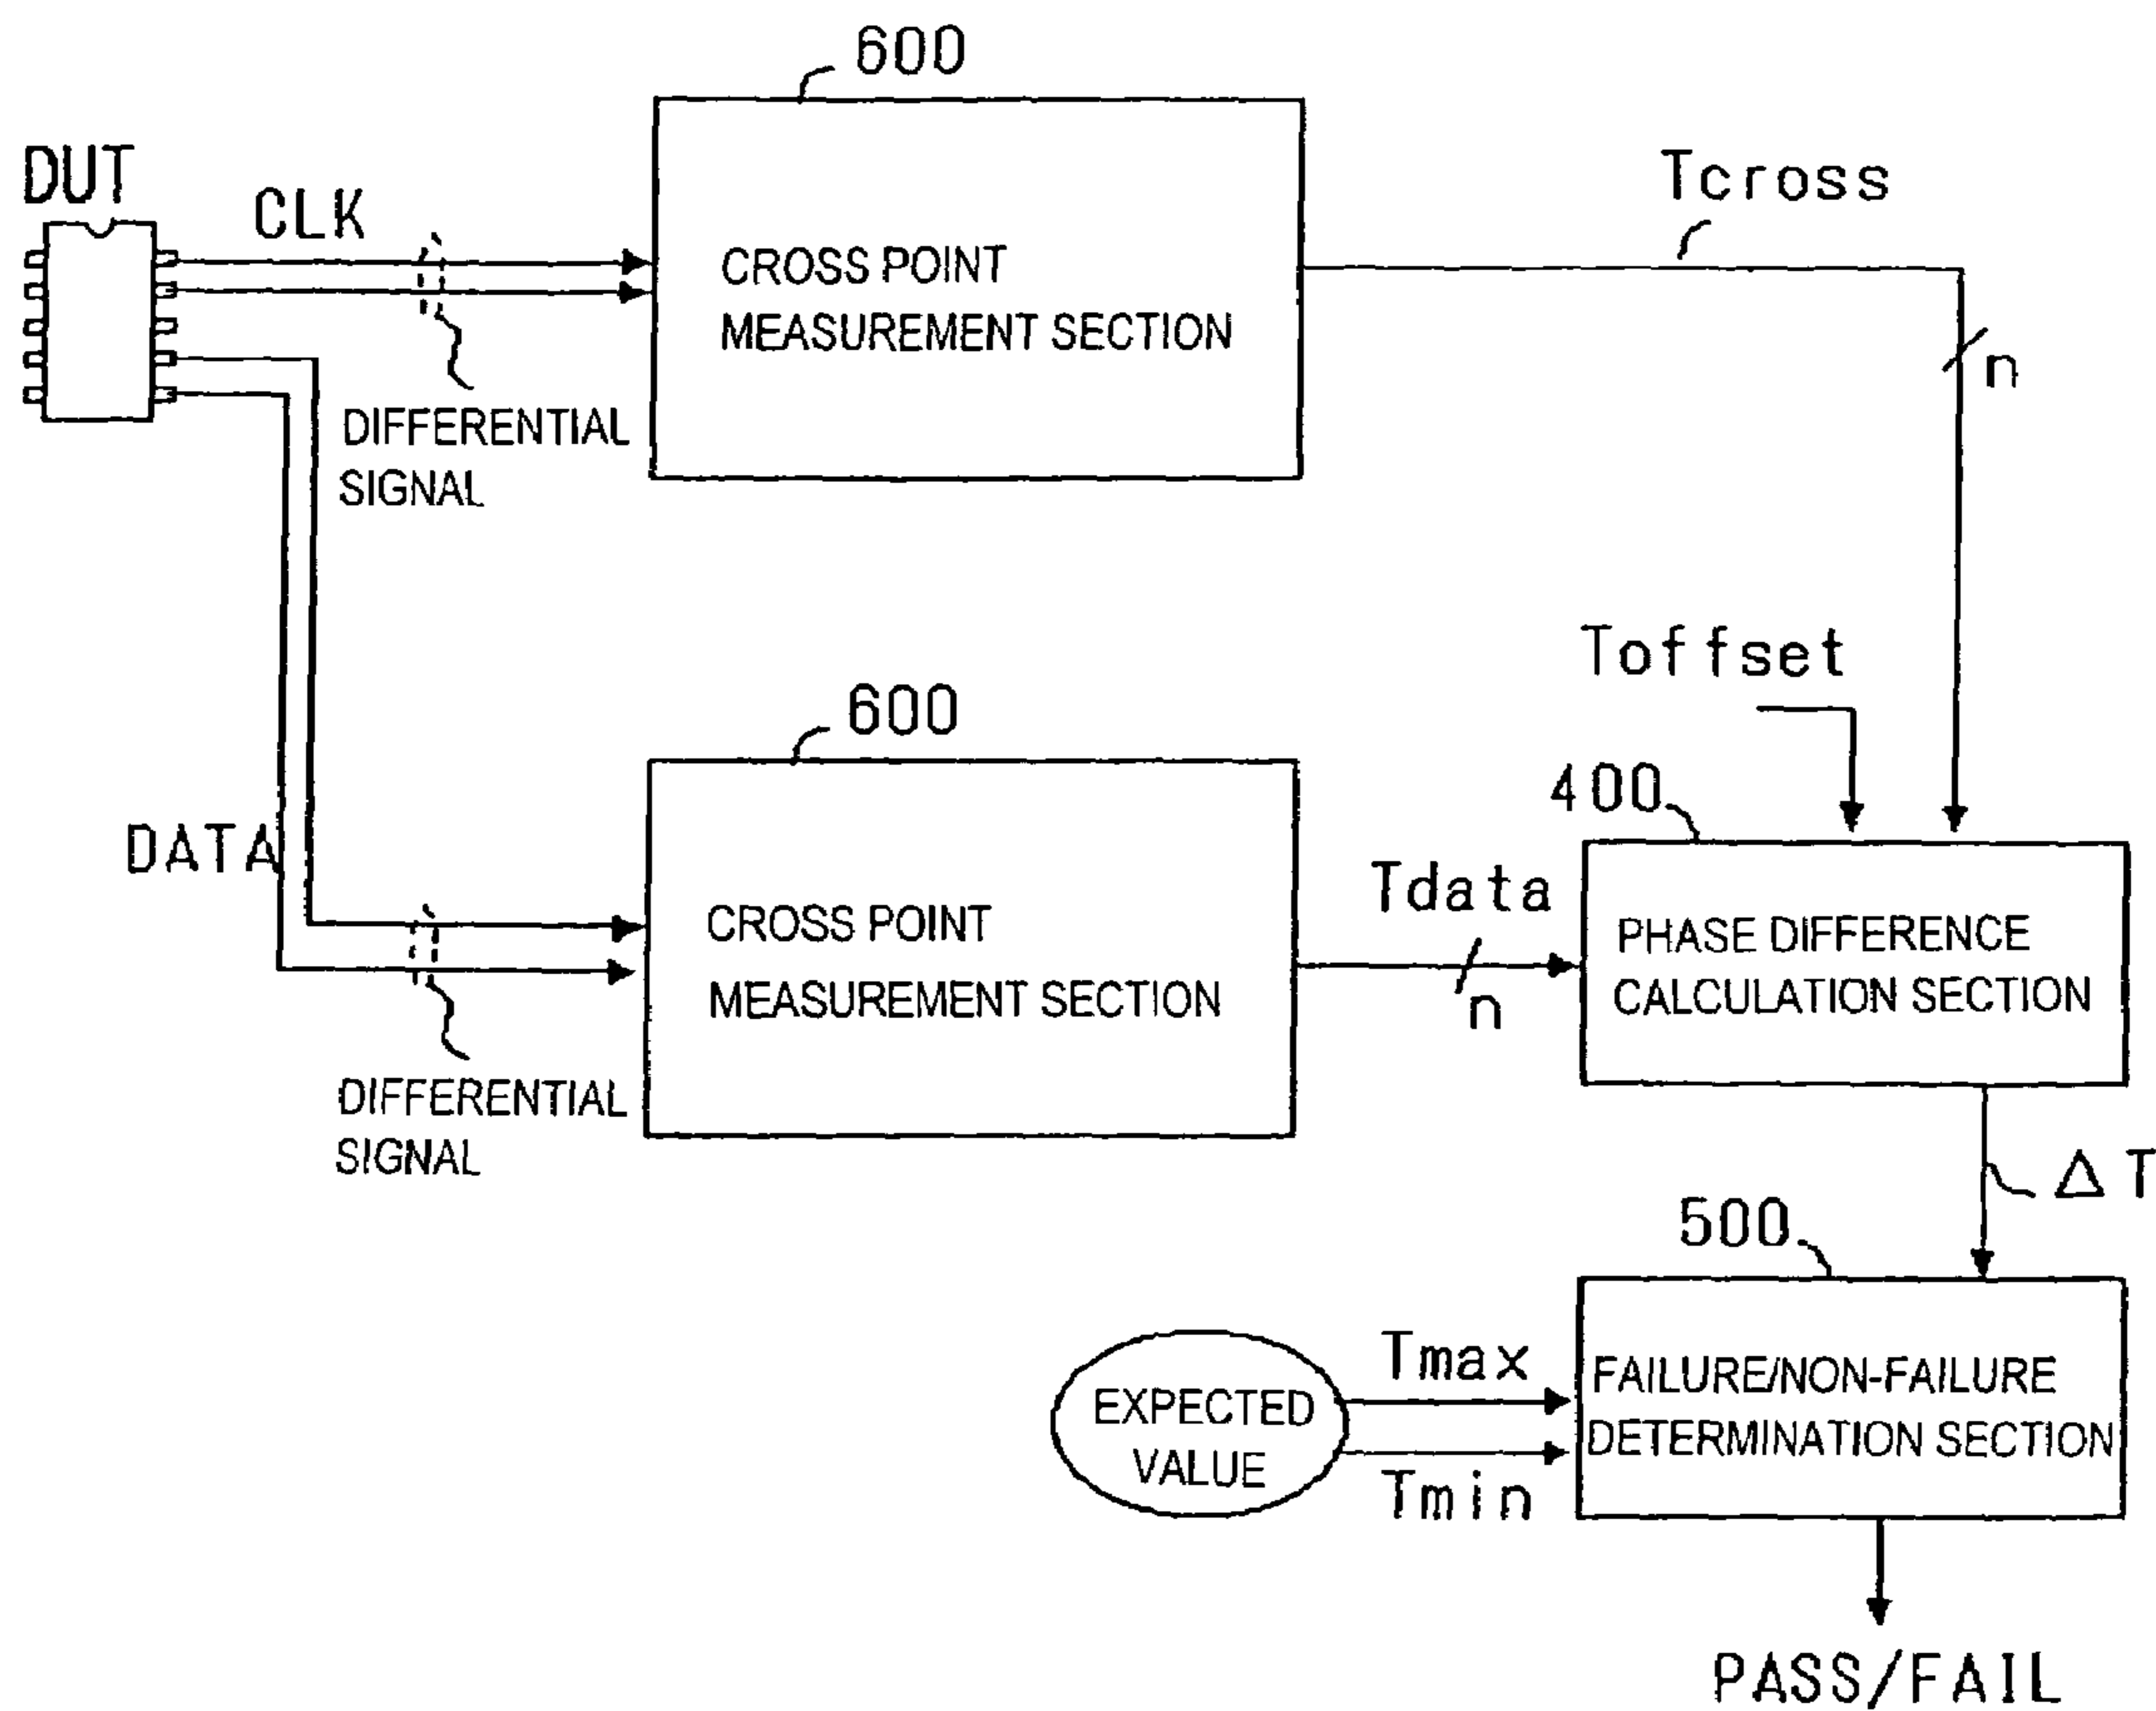 600
DUT
CLK
Tcross
CROSS POINT
MEASUREMENT SECTION
n
DIFFERENTIAL
SIGNAL
Toffset
600
400
DATA
Tdata
CROSS POINT
MEASUREMENT SECTION
n
PHASE DIFFERENCE
CALCULATION SECTION
DIFFERENTIAL
SIGNAL
ΔT
500
Tmax
EXPECTED
VALUE
Tmin
FAILURE/NON-FAILURE
DETERMINATION SECTION
PASS/FAIL